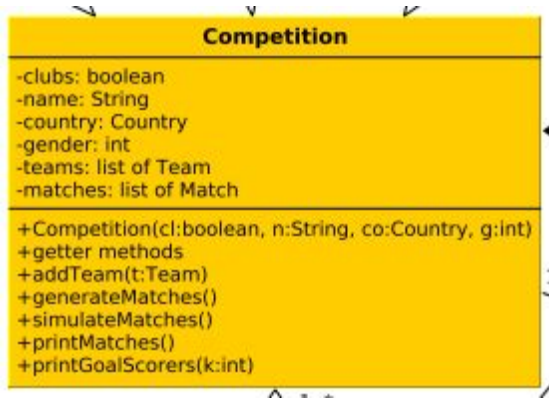 Competition
-clubs: boolean
-name: String
-country: Country
-gender: int
-teams: list of Team
-matches: list of Match
+Competition(cl:boolean, n:String, co:Country, g:int)
+getter methods
+addTeam(t:Team)
+generateMatches()
+simulateMatches()
+printMatches()
+printGoalScorers(k:int)